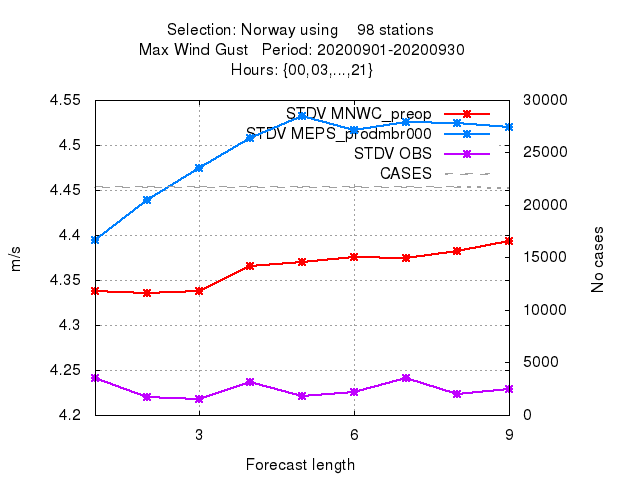 Selection: Norway using 98 stations
Max Wind Gust Period: 20200901-20200930
Hours: {00,03,...,21}
STDV MNWC_preop
STDV MEPS_prodmbr000
STDV OBS
CASES
4.55
4.5
4.45
4.4
4.35
4.3
4.25
4.2
30000
25000
20000
15000
10000
5000
0
m/s
No cases
3 6 9
Forecast length